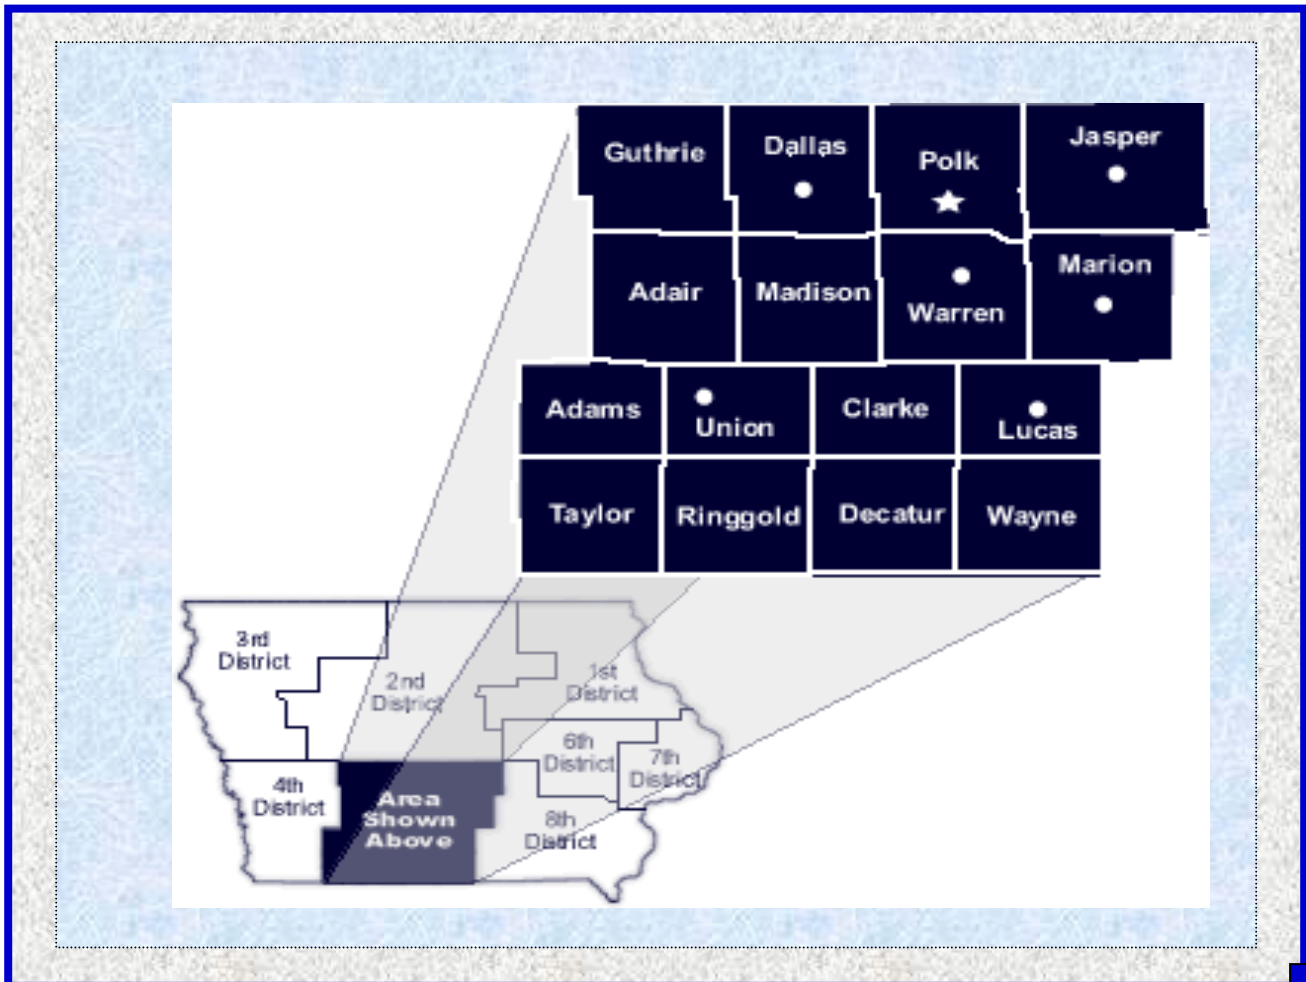 Guthrie
Dallas
Polk
Jasper
Adair
Madison
Warren
Marion
Adams
Union
Clarke
Lucas
Taylor
Ringgold
Decatur
Wayne
3rd
District
2nd
District
1st
District
6th
District
7th
District
4th
District
Area
Shown
Above
8th
District